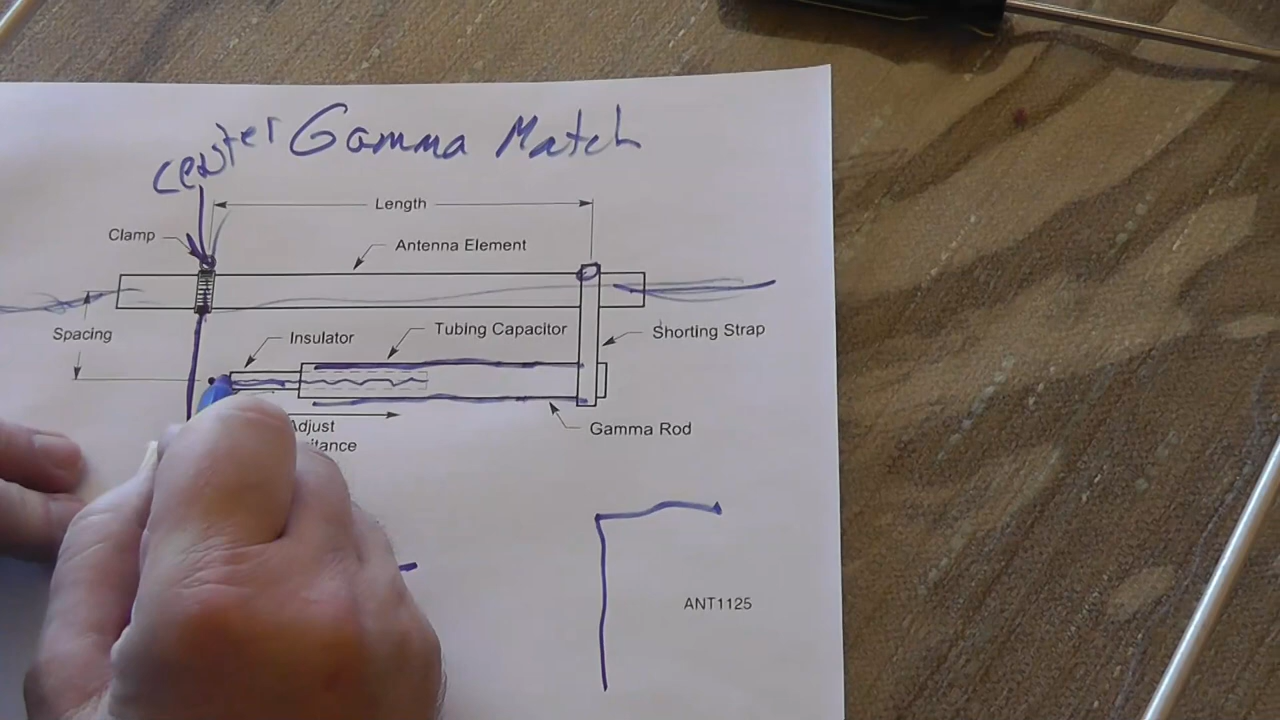 center Gamma Match
Length
Clamp
Antenna Element
Spacing
Insulator
Tubing Capacitor
Shorting Strap
Adjust
Gamma Rod
ANT1125